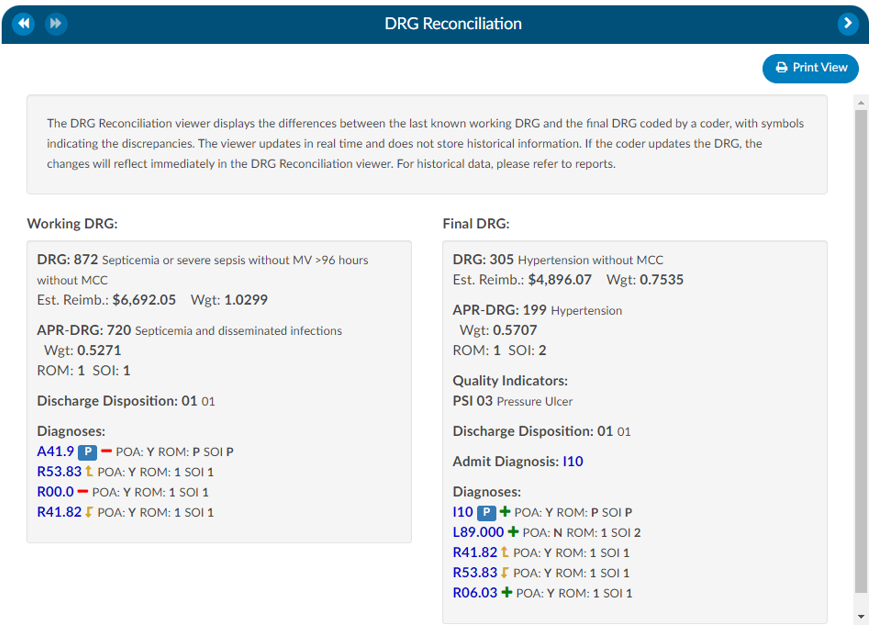 DRG Reconciliation
Print View
The DRG Reconciliation viewer displays the differences between the last known working DRG and the final DRG coded by a coder, with symbols
indicating the discrepancies. The viewer updates in real time and does not store historical information. If the coder updates the DRG, the
changes will reflect immediately in the DRG Reconciliation viewer. For historical data, please refer to reports.
Working DRG:
DRG: 872 Septicemia or severe sepsis without MV >96 hours
without MCC
Est. Reimb.: $6,692.05 Wgt: 1.0299
APR-DRG: 720 Septicemia and disseminated infections
Wgt: 0.5271
ROM: 1 SOI: 1
Discharge Disposition: 01 01
Diagnoses:
A41.9 P POA: Y ROM: P SOI P
R53.83 POA: Y ROM: 1 SOI 1
R00.0 POA: Y ROM: 1 SOI 1
R41.82 POA: Y ROM: 1 SOI 1
Final DRG:
DRG: 305 Hypertension without MCC
Est. Reimb.: $4,896.07 Wgt: 0.7535
APR-DRG: 199 Hypertension
Wgt: 0.5707
ROM: 1 SOI: 2
Quality Indicators:
PSI 03 Pressure Ulcer
Discharge Disposition: 01 01
Admit Diagnosis: I10
Diagnoses:
I10 P POA: Y ROM: P SOI P
L89.000 POA: N ROM: 1 SOI 2
R41.82 POA: Y ROM: 1 SOI 1
R53.83 POA: Y ROM: 1 SOI 1
R06.03 POA: Y ROM: 1 SOI 1